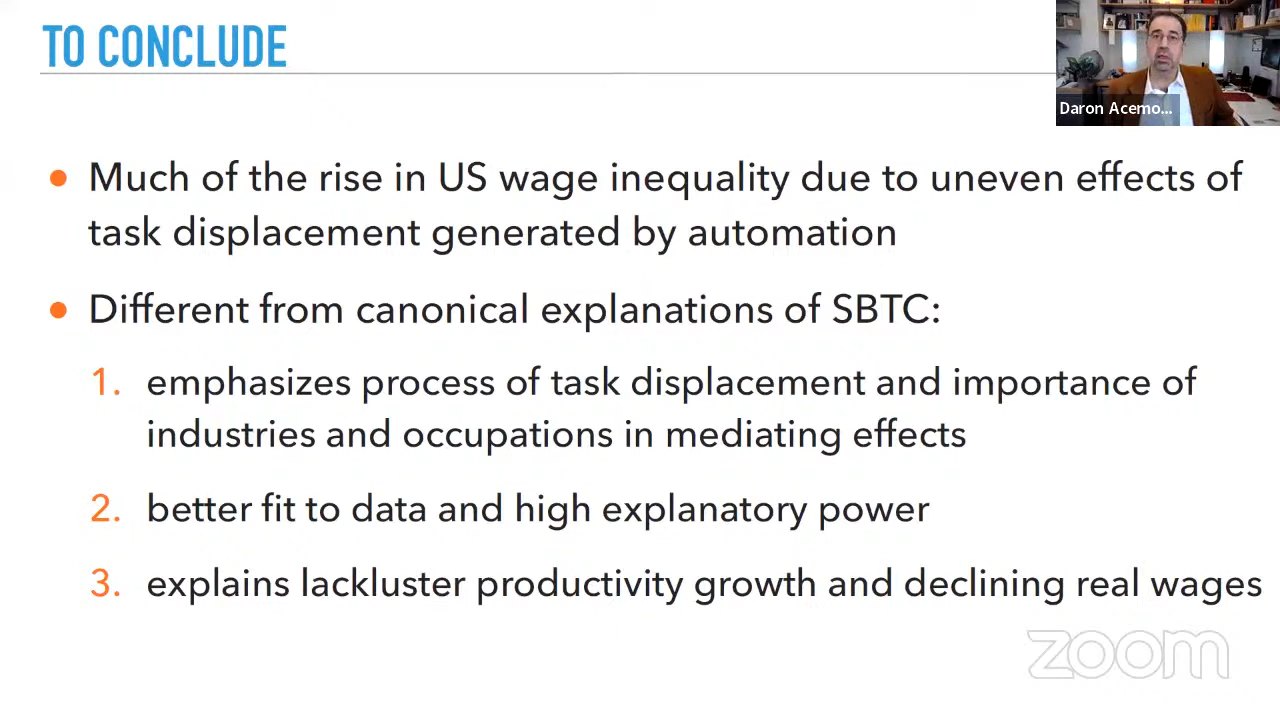 TO CONCLUDE
Daron Acemo...
• Much of the rise in US wage inequality due to uneven effects of
task displacement generated by automation
• Different from canonical explanations of SBTC:
1. emphasizes process of task displacement and importance of
industries and occupations in mediating effects
2. better fit to data and high explanatory power
3. explains lackluster productivity growth and declining real wages
zoom